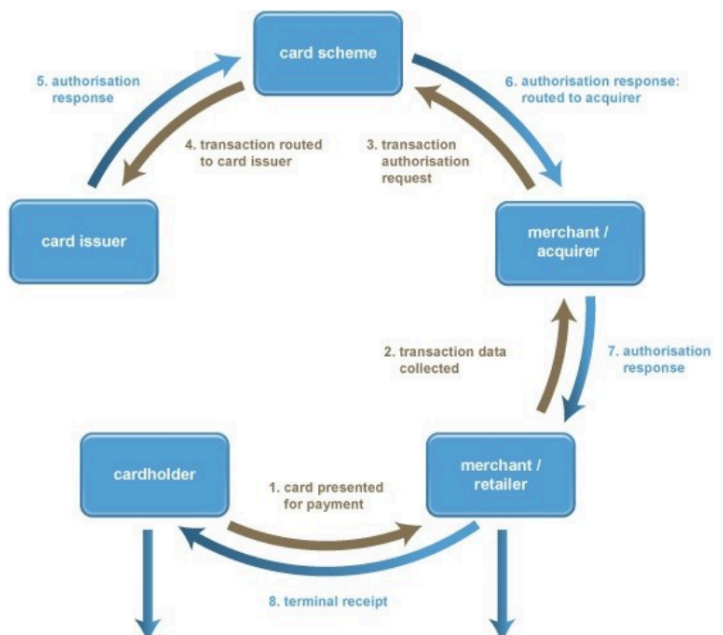 card scheme
5. authorisation
response
6. authorisation response:
routed to acquirer
4. transaction routed
to card issuer
3. transaction
authorisation
request
card issuer
merchant /
acquirer
2. transaction data
collected
7. authorisation
response
cardholder
merchant /
retailer
1. card presented
for payment
8. terminal receipt